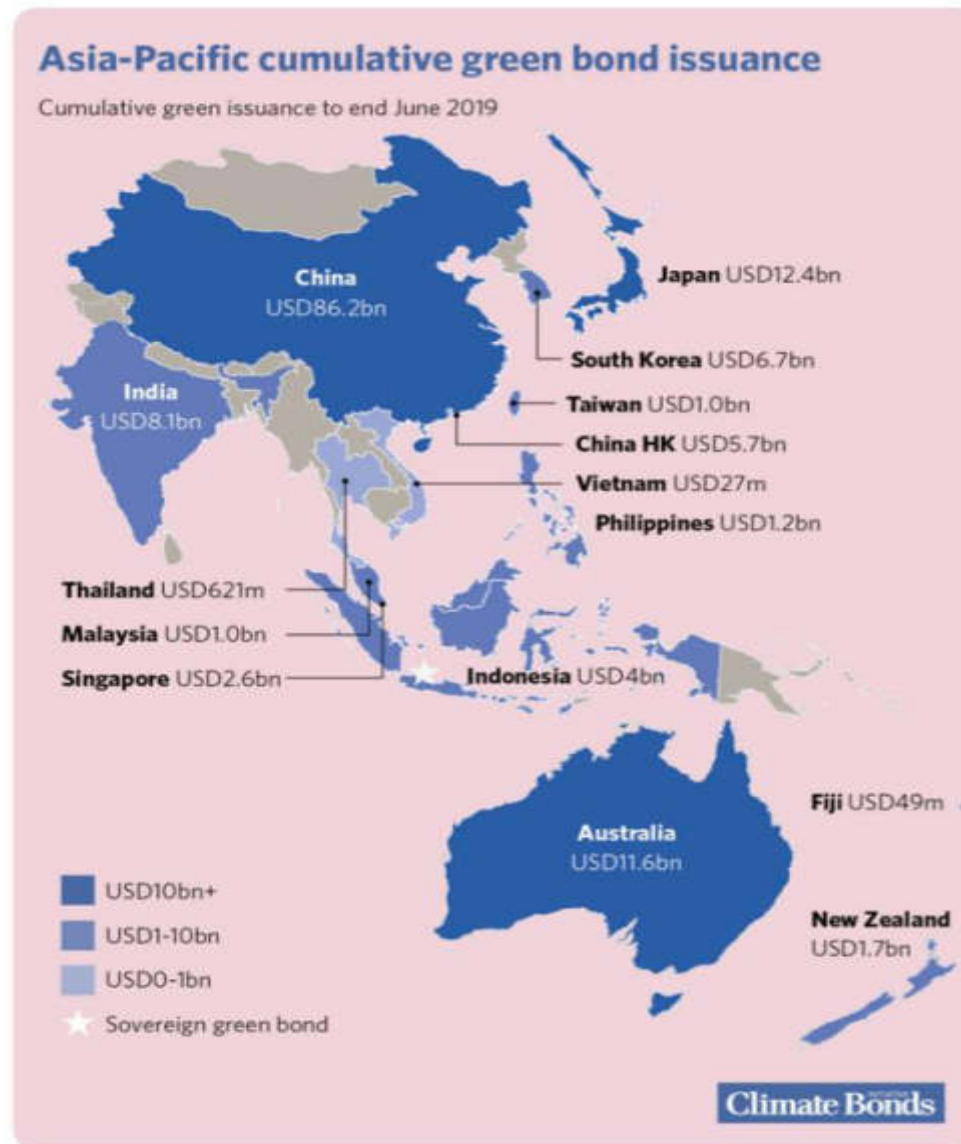 Asia-Pacific cumulative green bond issuance
Cumulative green issuance to end June 2019
China
USD86.2bn
Japan USD12.4bn
South Korea USD6.7bn
India
USD8.1bn
Taiwan USD1.0bn
China HK USD5.7bn
Vietnam USD27m
Philippines USD1.2bn
Thailand USD621m
Malaysia USD1.0bn
Singapore USD2.6bn
Indonesia USD4bn
Fiji USD49m
Australia
USD11.6bn
New Zealand
USD1.7bn
USD10bn+
USD1-10bn
USD0-1bn
Sovereign green bond
Climate Bonds